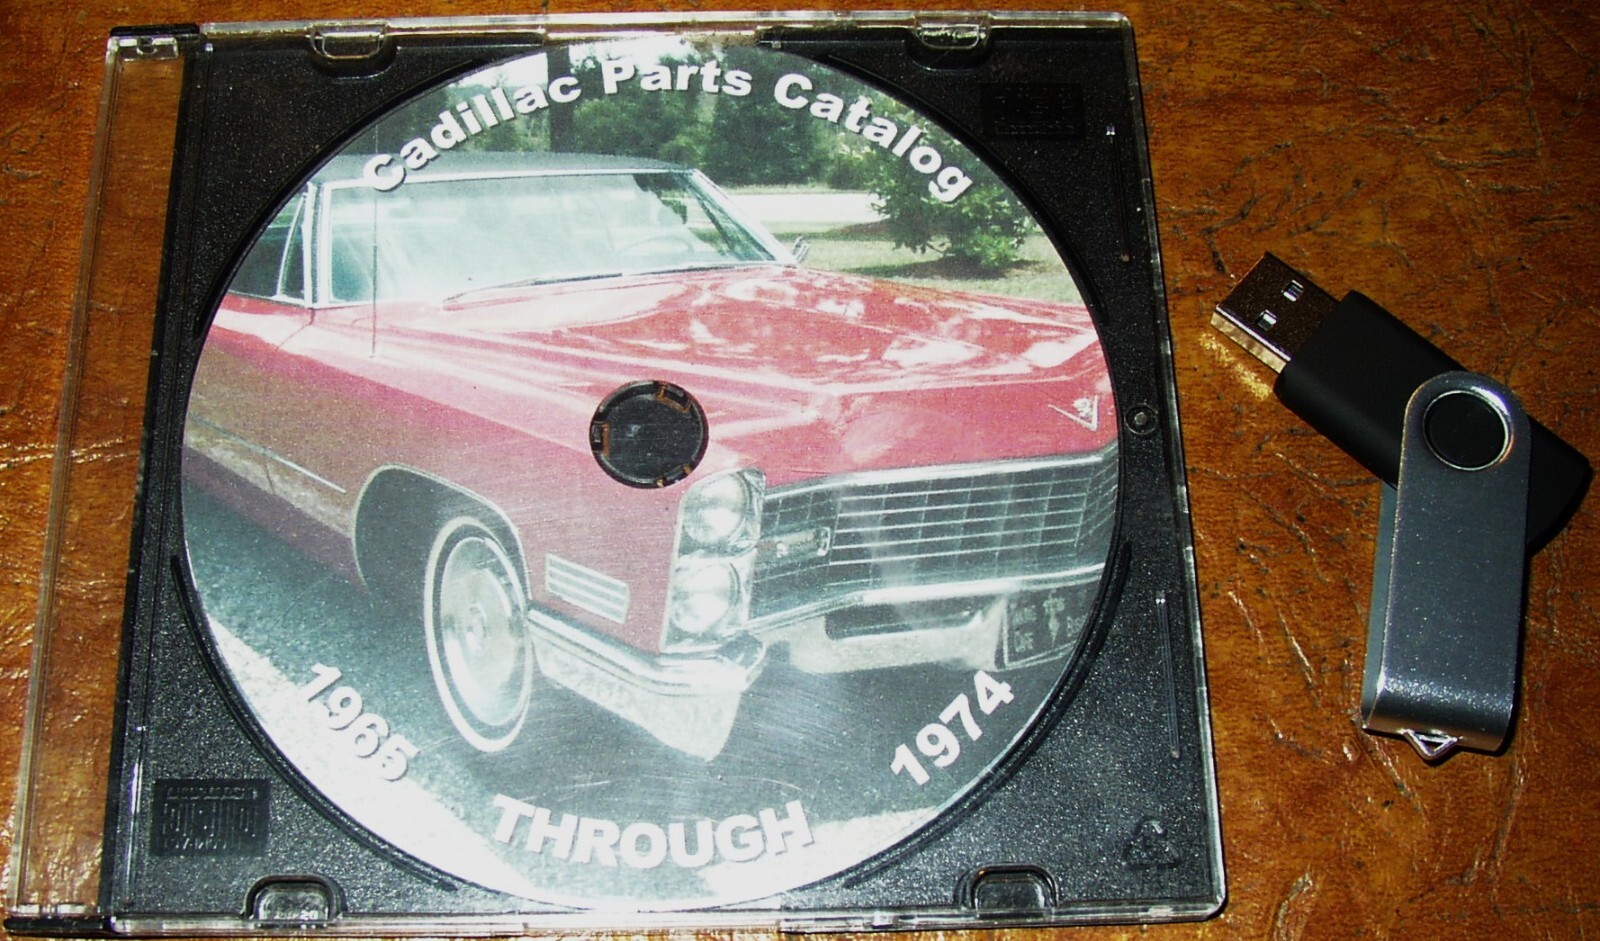 Cadillac Parts Catalog
1965 THROUGH 1974